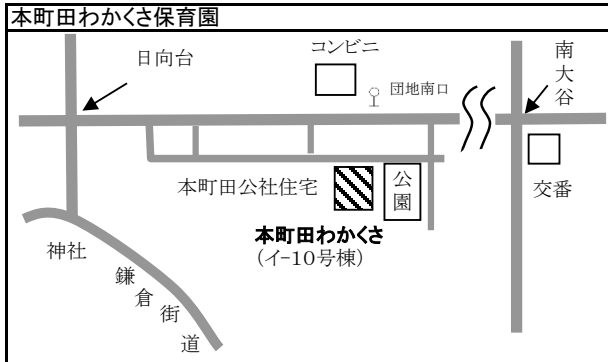 本町田わかくさ保育園
日向台
コンビニ
団地南口
南大谷
交番
本町田公社住宅
公園
本町田わかくさ
(イ-10号棟)
神社
鎌倉街道